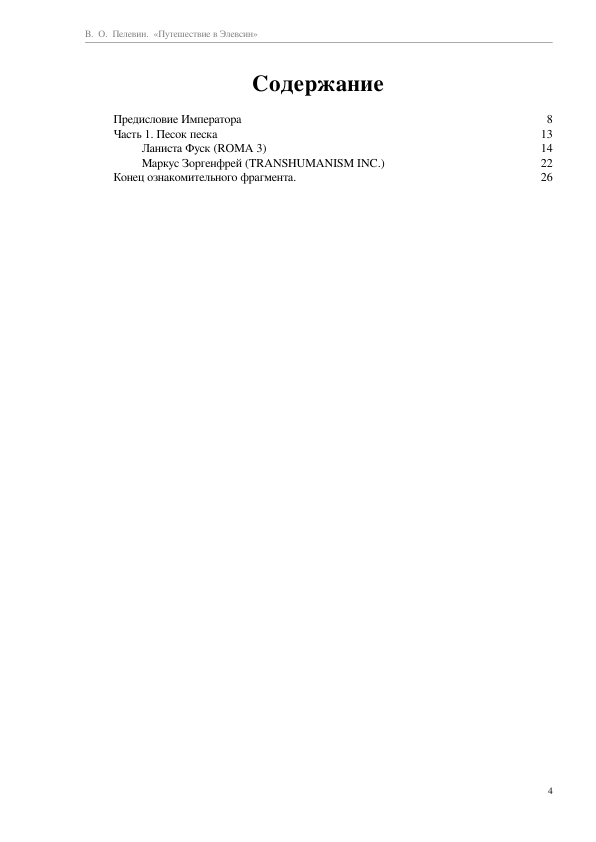 В. О. Пелевин. «Путешествие в Элевсин»
Содержание
Предисловие Императора 8
Часть 1. Песок песка 13
Ланиста Фуск (ROMA 3) 14
Маркус Зоргенфрей (TRANSHUMANISM INC.) 22
Конец ознакомительного фрагмента. 26
4